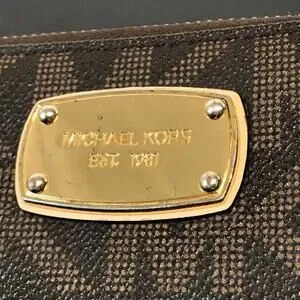 MICHAEL KORS
EST. 1981